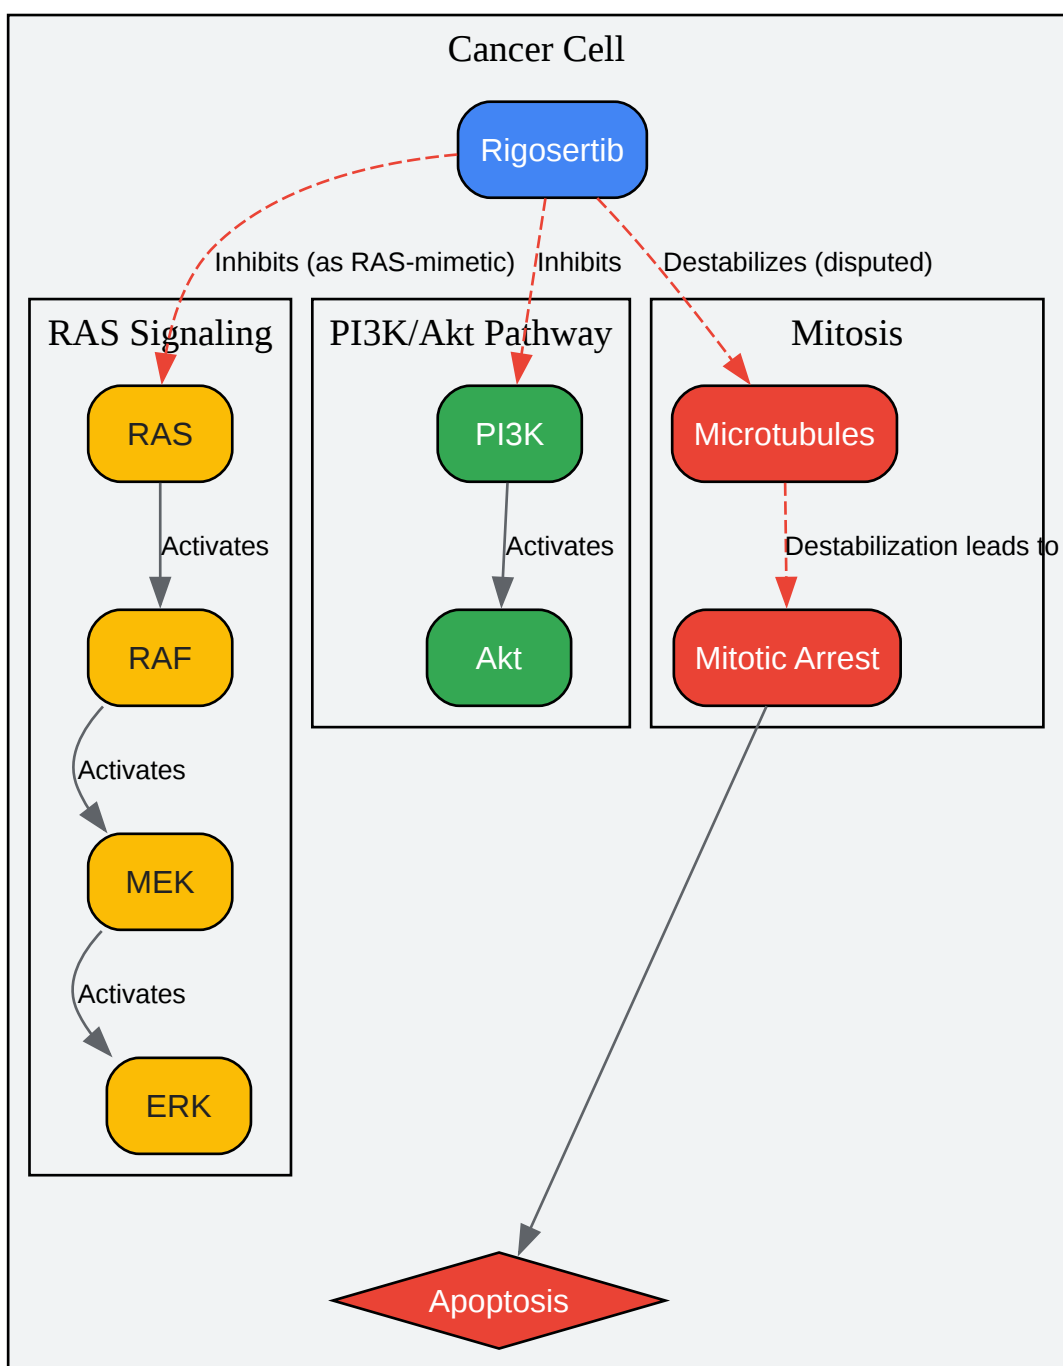 Cancer Cell
Rigosertib
Inhibits (as RAS-mimetic)
Inhibits
Destabilizes (disputed)
RAS Signaling
PI3K/Akt Pathway
Mitosis
RAS
PI3K
Microtubules
Activates
Activates
Destabilization leads to
RAF
Akt
Mitotic Arrest
Activates
MEK
Activates
ERK
Apoptosis